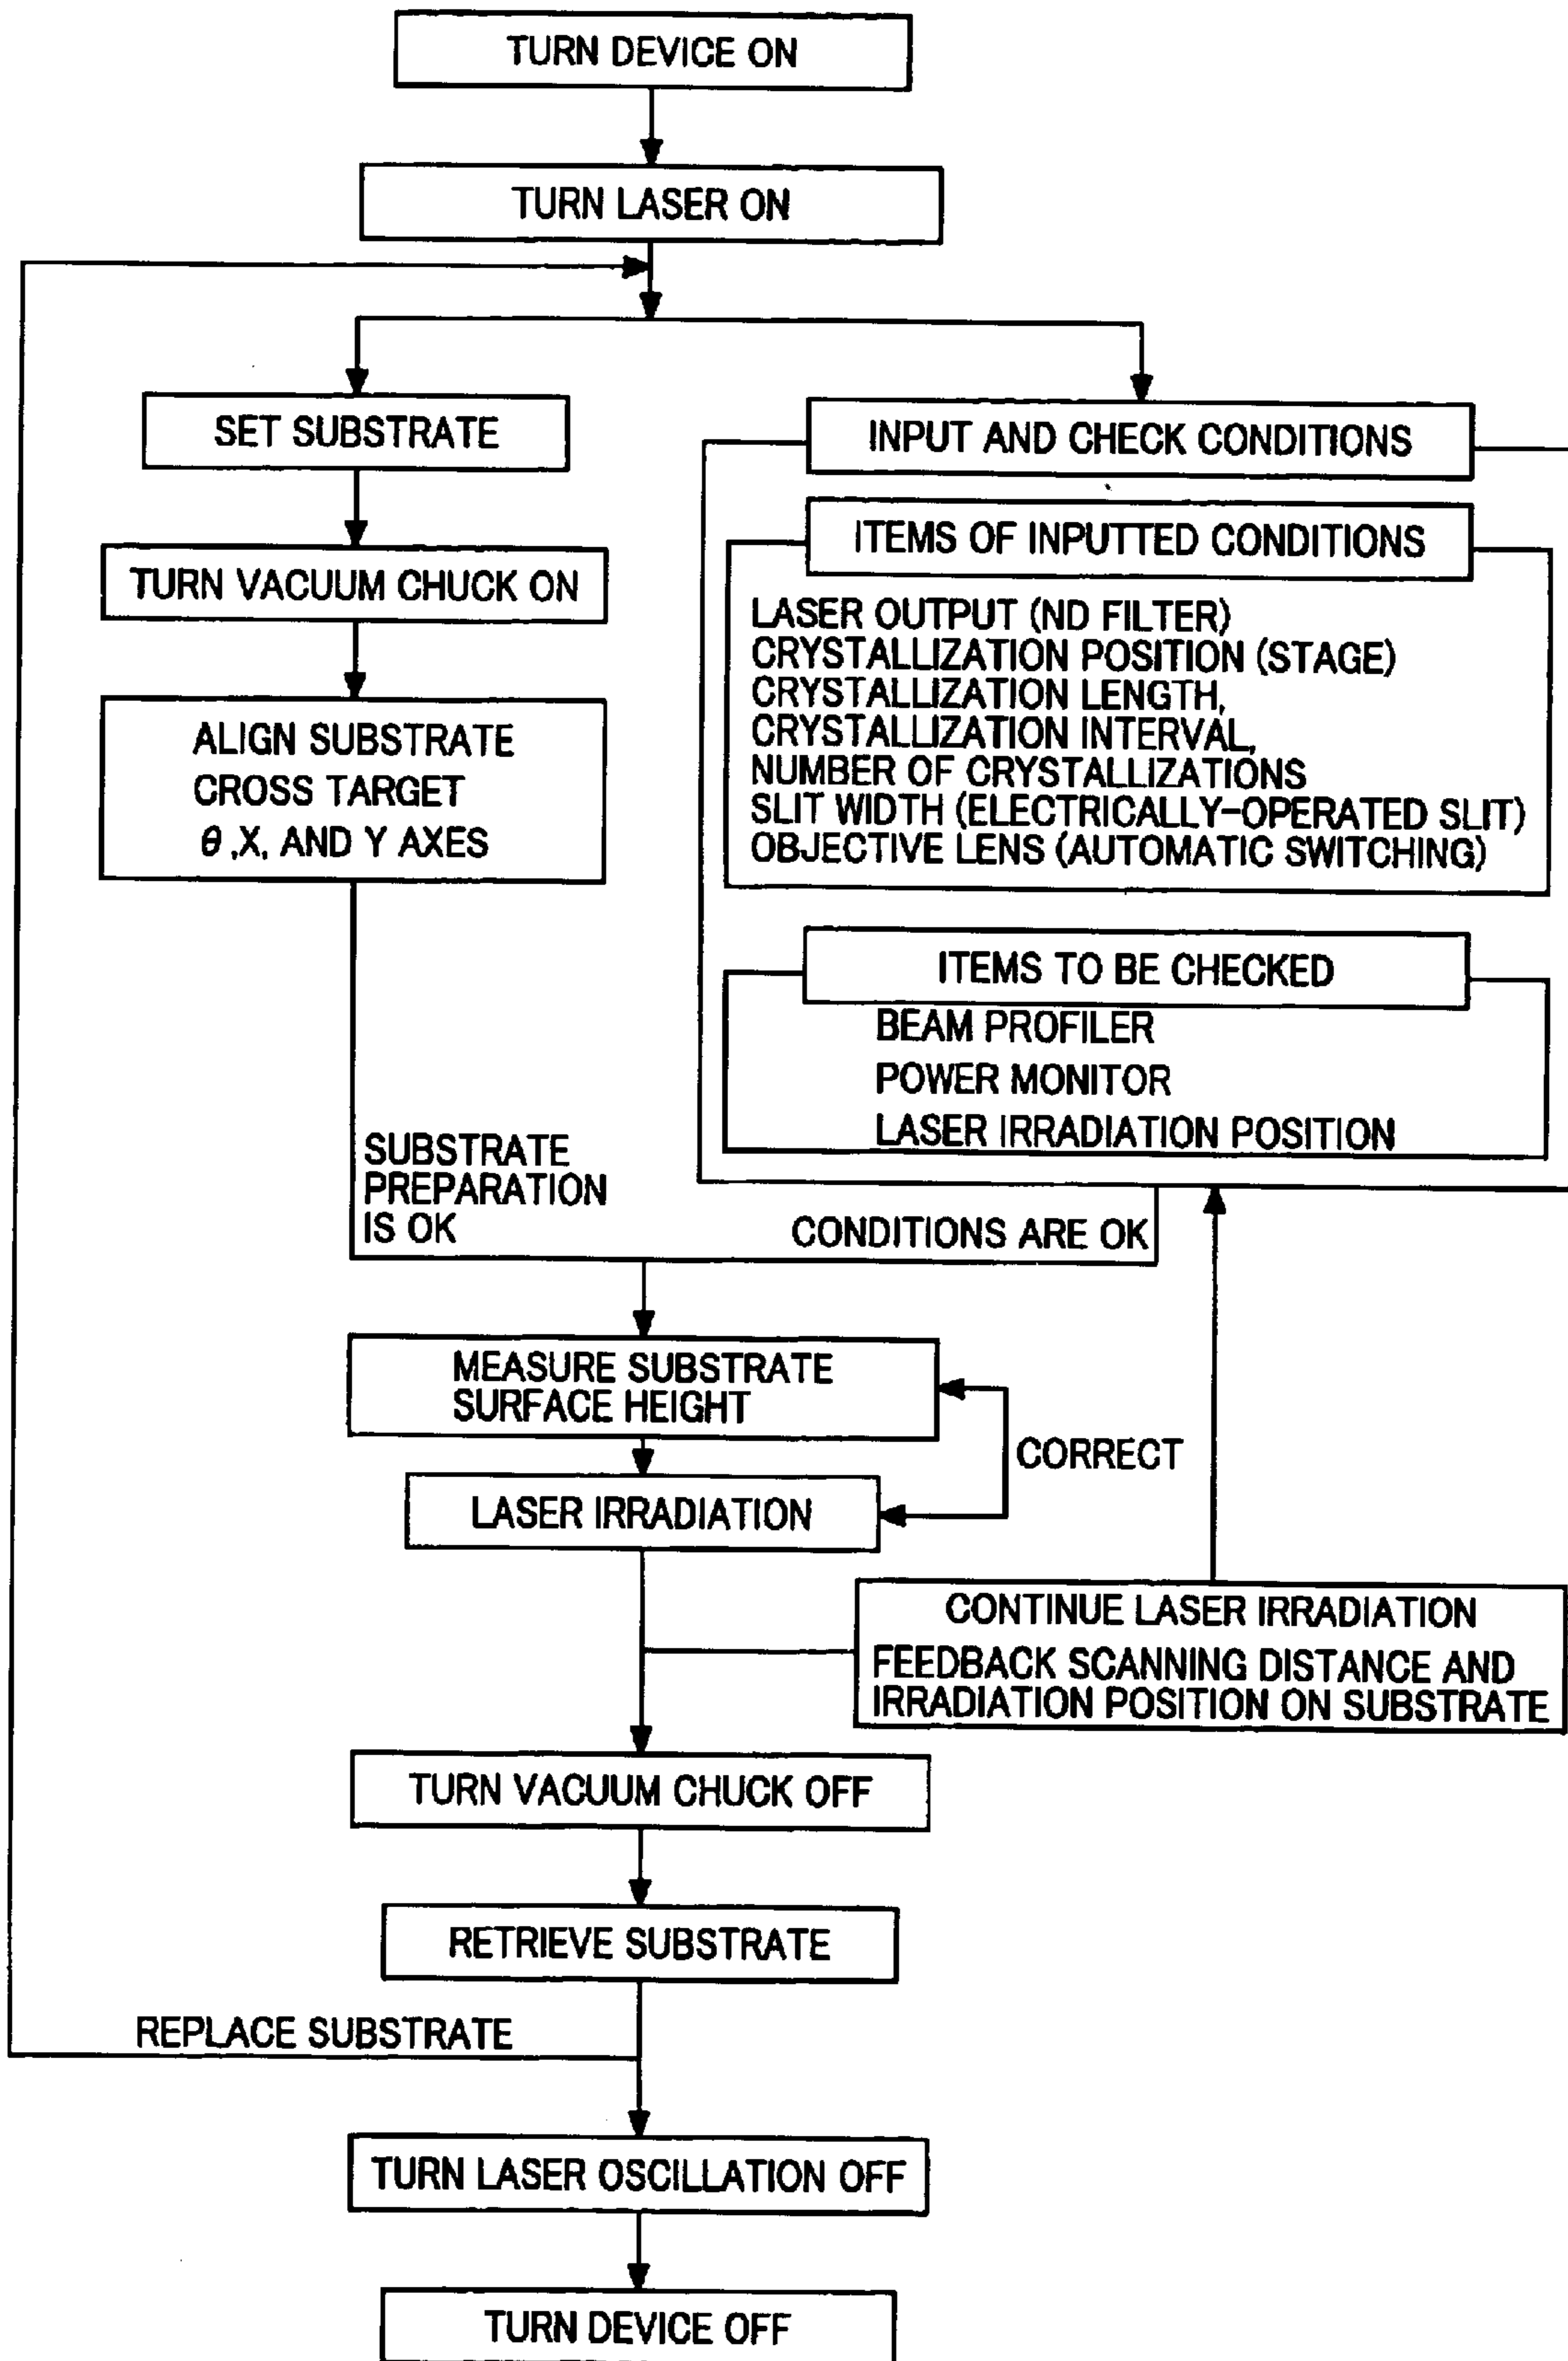 TURN DEVICE ON
TURN LASER ON
SET SUBSTRATE
TURN VACUUM CHUCK ON
ALIGN SUBSTRATE
CROSS TARGET
θ,X, AND Y AXES
SUBSTRATE
PREPARATION
IS OK
INPUT AND CHECK CONDITIONS
ITEMS OF INPUTTED CONDITIONS
LASER OUTPUT (ND FILTER)
CRYSTALLIZATION POSITION (STAGE)
CRYSTALLIZATION LENGTH,
CRYSTALLIZATION INTERVAL,
NUMBER OF CRYSTALLIZATIONS
SLIT WIDTH (ELECTRICALLY-OPERATED SLIT)
OBJECTIVE LENS (AUTOMATIC SWITCHING)
ITEMS TO BE CHECKED
BEAM PROFILER
POWER MONITOR
LASER IRRADIATION POSITION
CONDITIONS ARE OK
MEASURE SUBSTRATE
SURFACE HEIGHT
CORRECT
LASER IRRADIATION
CONTINUE LASER IRRADIATION
FEEDBACK SCANNING DISTANCE AND
IRRADIATION POSITION ON SUBSTRATE
TURN VACUUM CHUCK OFF
RETRIEVE SUBSTRATE
REPLACE SUBSTRATE
TURN LASER OSCILLATION OFF
TURN DEVICE OFF